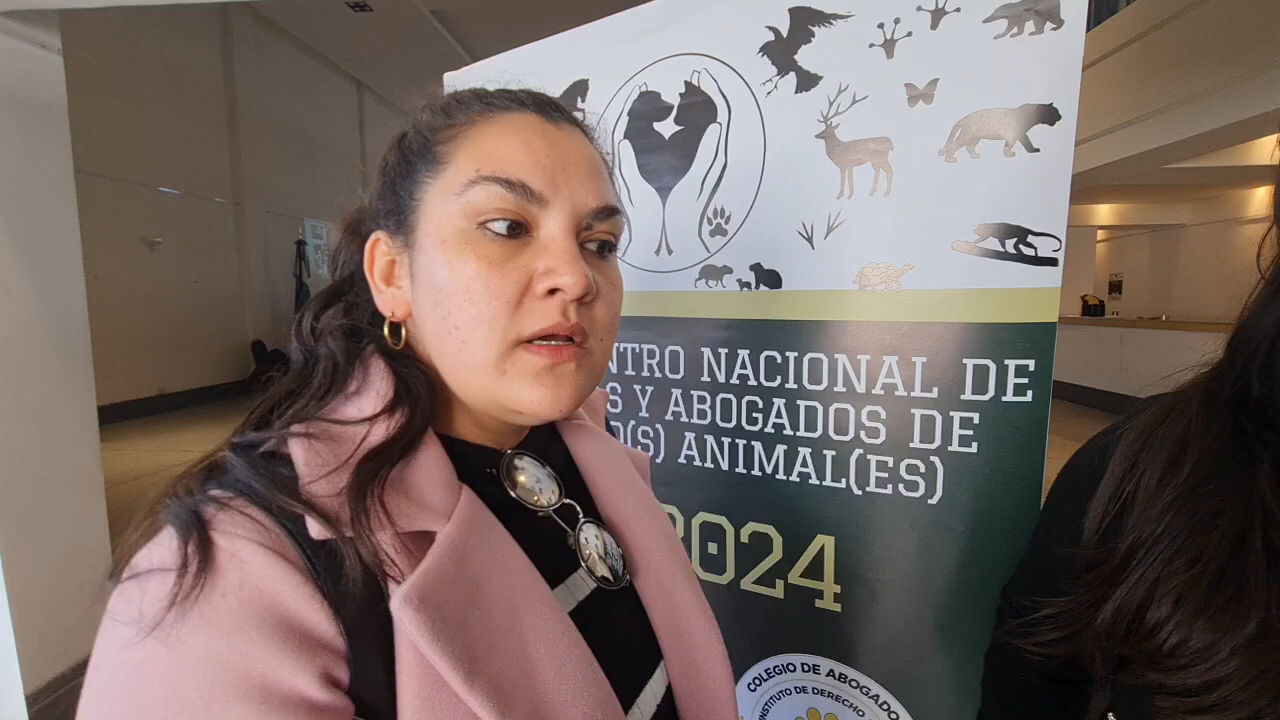 NTRO NACIONAL DE
S Y ABOGADOS DE
O(S) ANIMAL(ES)
2024
COLEGIO DE ABOGADO
INSTITUTO DE DERECHO